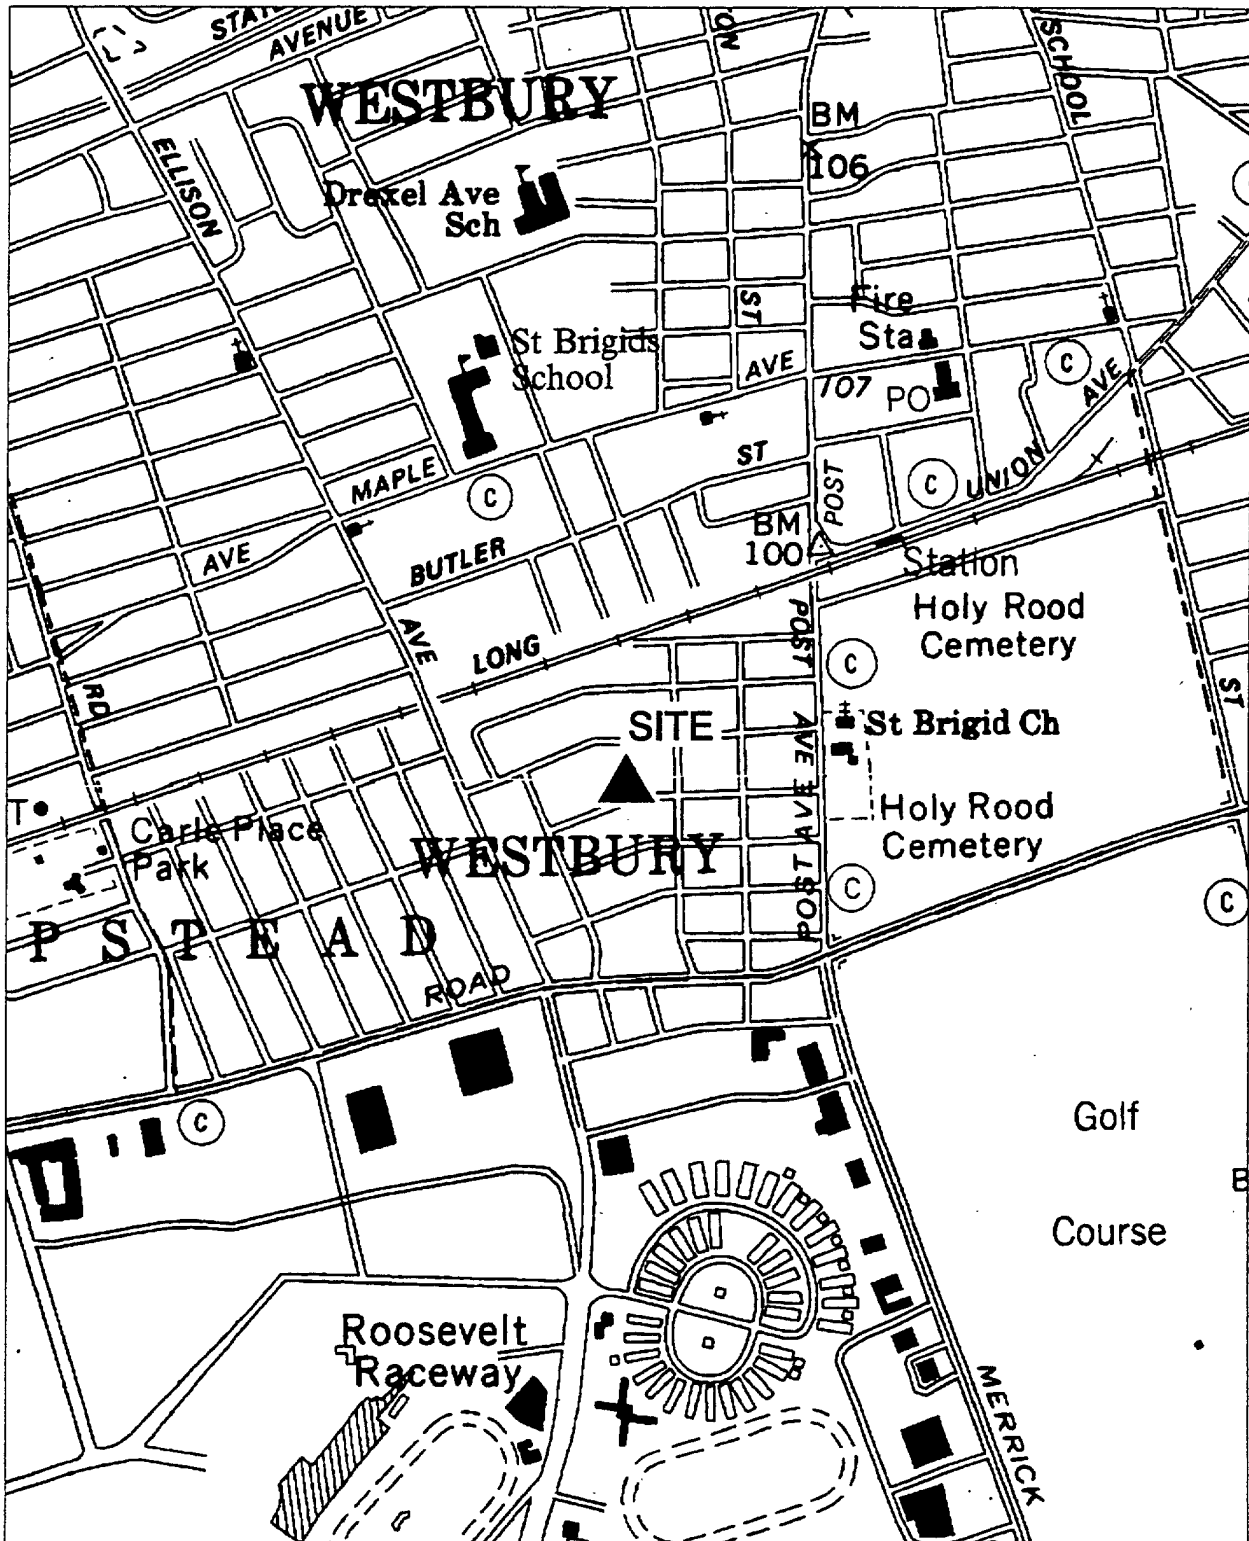 STATE
AVENUE
TON
SCHOOL
WESTBURY
BM
106
ELLISON
Drexel Ave
Sch
C
ST
Fire
Sta
St Brigids
School
AVE
107
PO
C
AVE
MAPLE
C
ST
POST
C
UNION
BM
100
AVE
BUTLER
Station
Holy Rood
Cemetery
AVE
LONG
POST
C
RD
ST
SITE
AVE
St Brigid Ch
T
Carle Place
Park
WESTBURY
POST AVE
Holy Rood
Cemetery
C
C
P S T E A D
ROAD
C
Golf
B
Course
Roosevelt
Raceway
MERRICK